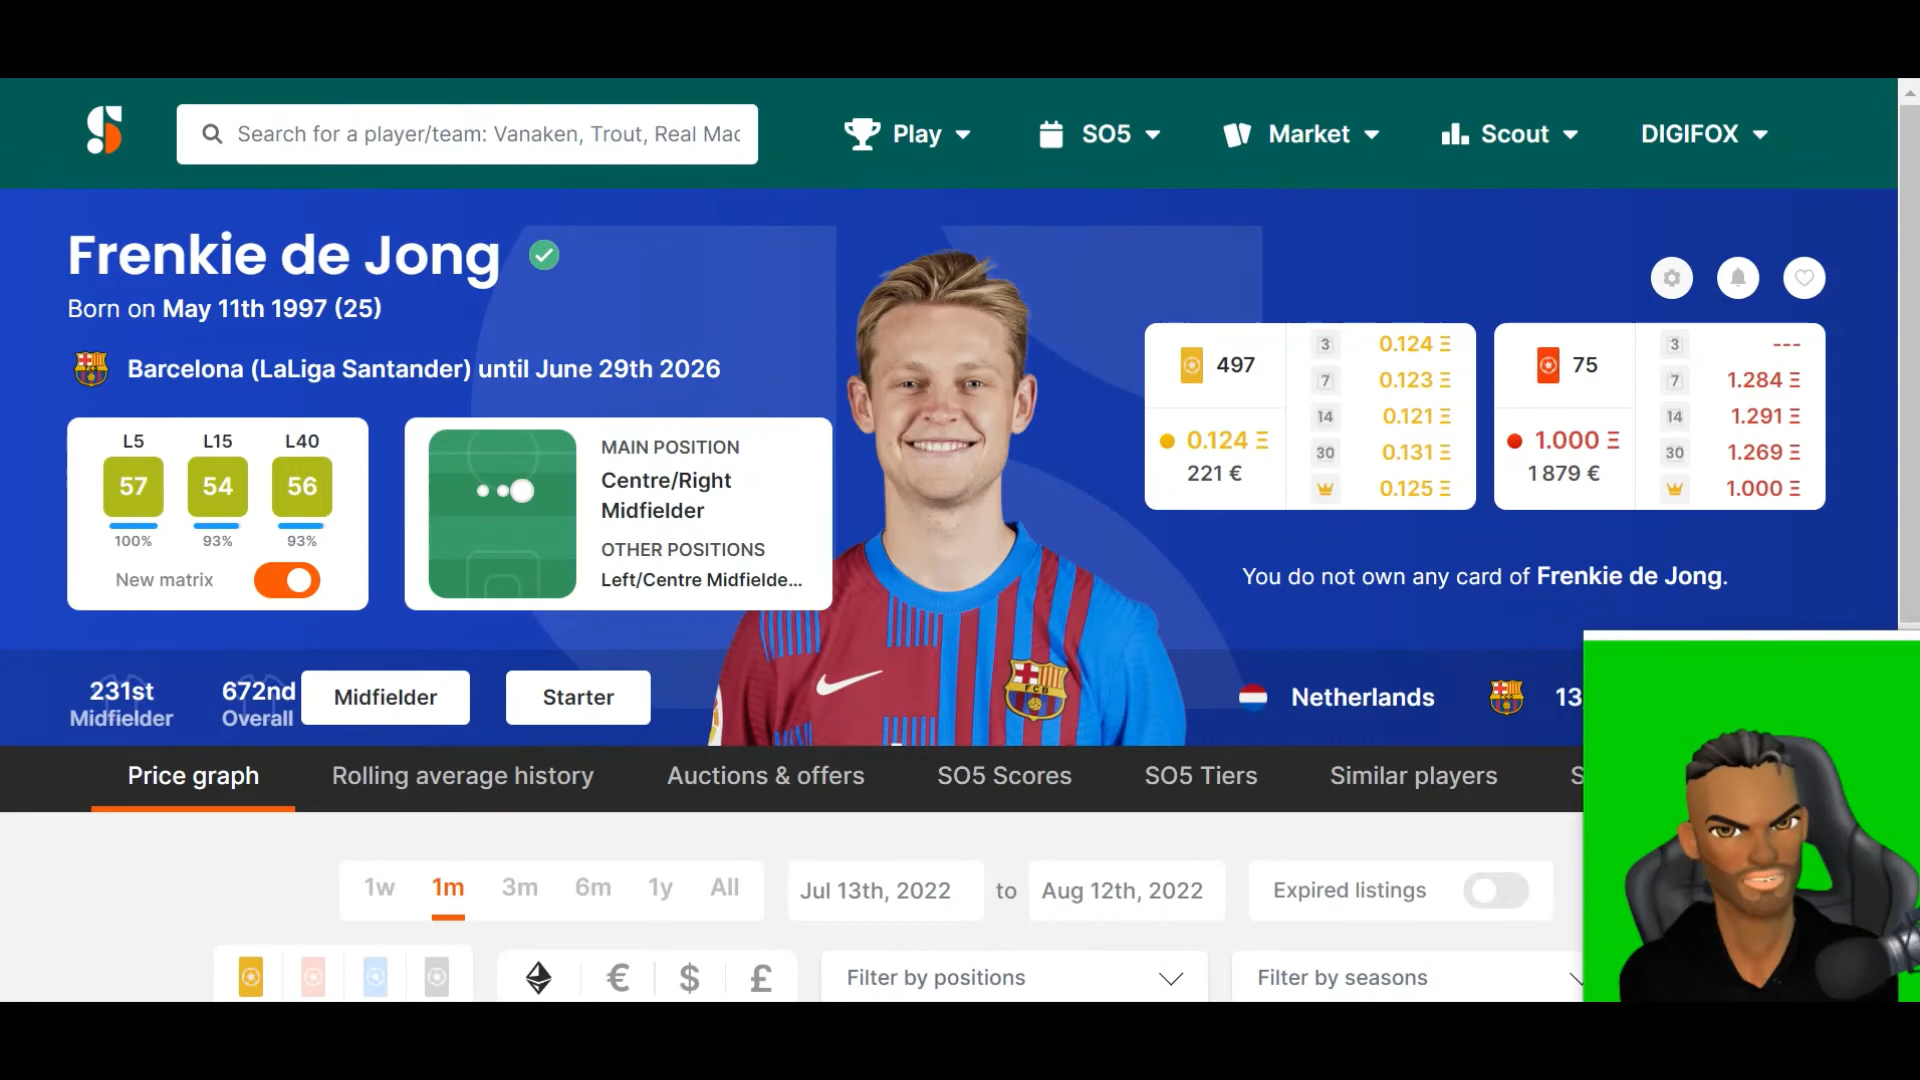 Search for a player/team: Vanaken, Trout, Real Mac
Play
SO5
Market
Scout
DIGIFOX
Frenkie de Jong
Born on May 11th 1997 (25)
Barcelona (LaLiga Santander) until June 29th 2026
L5 L15 L40
57 54 56
100% 93% 93%
New matrix
MAIN POSITION
Centre/Right
Midfielder
OTHER POSITIONS
Left/Centre Midfielde...
497
0.124 Ξ
221 €
3 0.124 Ξ
7 0.123 Ξ
14 0.121 Ξ
30 0.131 Ξ
0.125 Ξ
75
1.000 Ξ
1 879 €
3 ---
7 1.284 Ξ
14 1.291 Ξ
30 1.269 Ξ
1.000 Ξ
You do not own any card of Frenkie de Jong.
231st
Midfielder
672nd
Overall
Midfielder
Starter
FCB
Netherlands
13
Price graph
Rolling average history
Auctions & offers
SO5 Scores
SO5 Tiers
Similar players
S
1w 1m 3m 6m 1y All
Jul 13th, 2022 to Aug 12th, 2022
Expired listings
€ $ £
Filter by positions
Filter by seasons